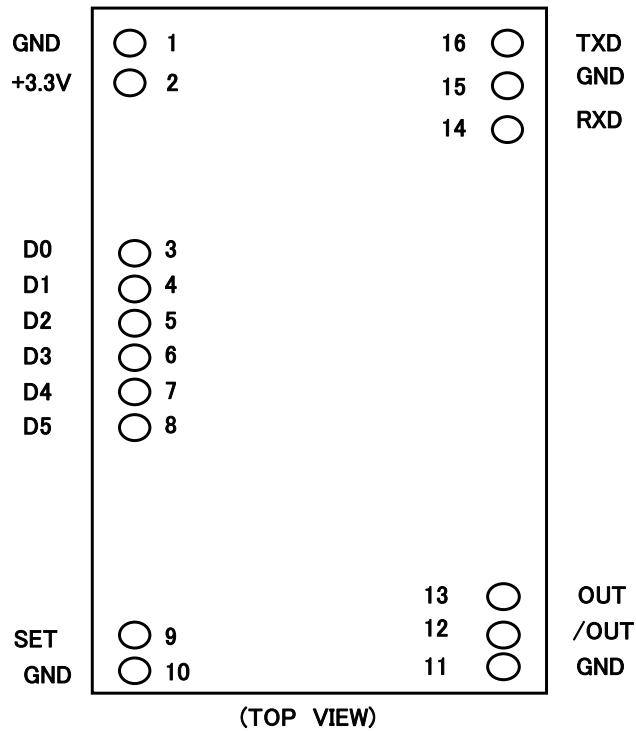 GND 1 16 TXD
+3.3V 2 15 GND
14 RXD
D0 3
D1 4
D2 5
D3 6
D4 7
D5 8
13 OUT
SET 9 12 /OUT
GND 10 11 GND
(TOP VIEW)